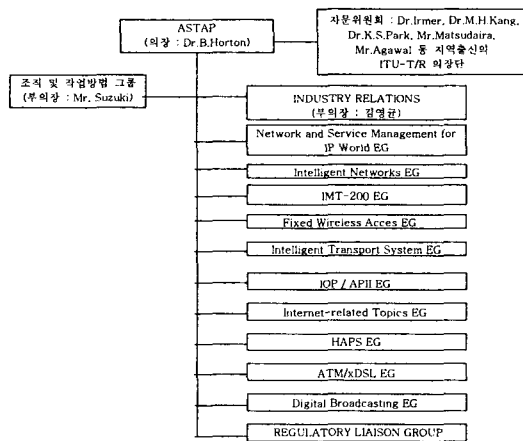 ASTAP
(의장 : Dr.B.Horton)
자문위원회 : Dr.Irmer, Dr.M.H.Kang,
Dr.K.S.Park, Mr.Matsudaira,
Mr.Agawal 등 지역출신의
ITU-T/R 의장단
조직 및 작업방법 그룹
(부의장 : Mr. Suzuki)
INDUSTRY RELATIONS
(부의장 : 김영균)
Network and Service Management for
IP World EG
Intelligent Networks EG
IMT-200 EG
Fixed Wireless Acces EG
Intelligent Transport System EG
IOP / APII EG
Internet-related Topics EG
HAPS EG
ATM/xDSL EG
Digital Broadcasting EG
REGULATORY LIAISON GROUP